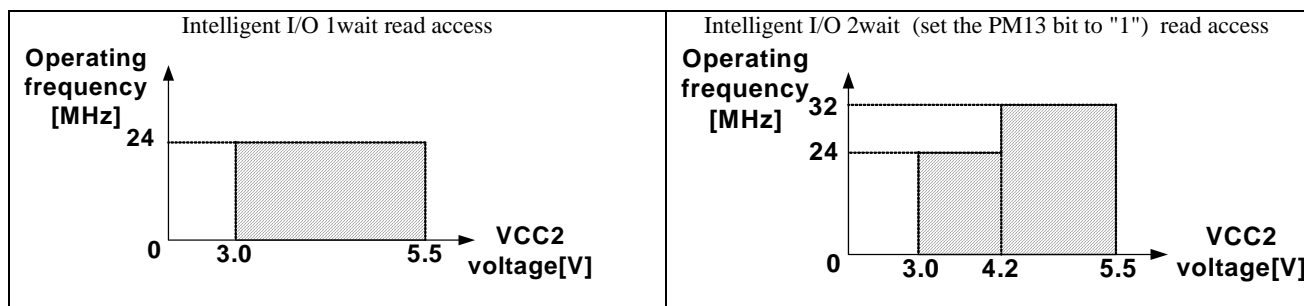 Intelligent I/O 1wait read access
Operating
frequency
[MHz]
24
0
3.0
5.5
VCC2
voltage[V]
Intelligent I/O 2wait (set the PM13 bit to "1") read access
Operating
frequency
[MHz]
32
24
0
3.0
4.2
5.5
VCC2
voltage[V]